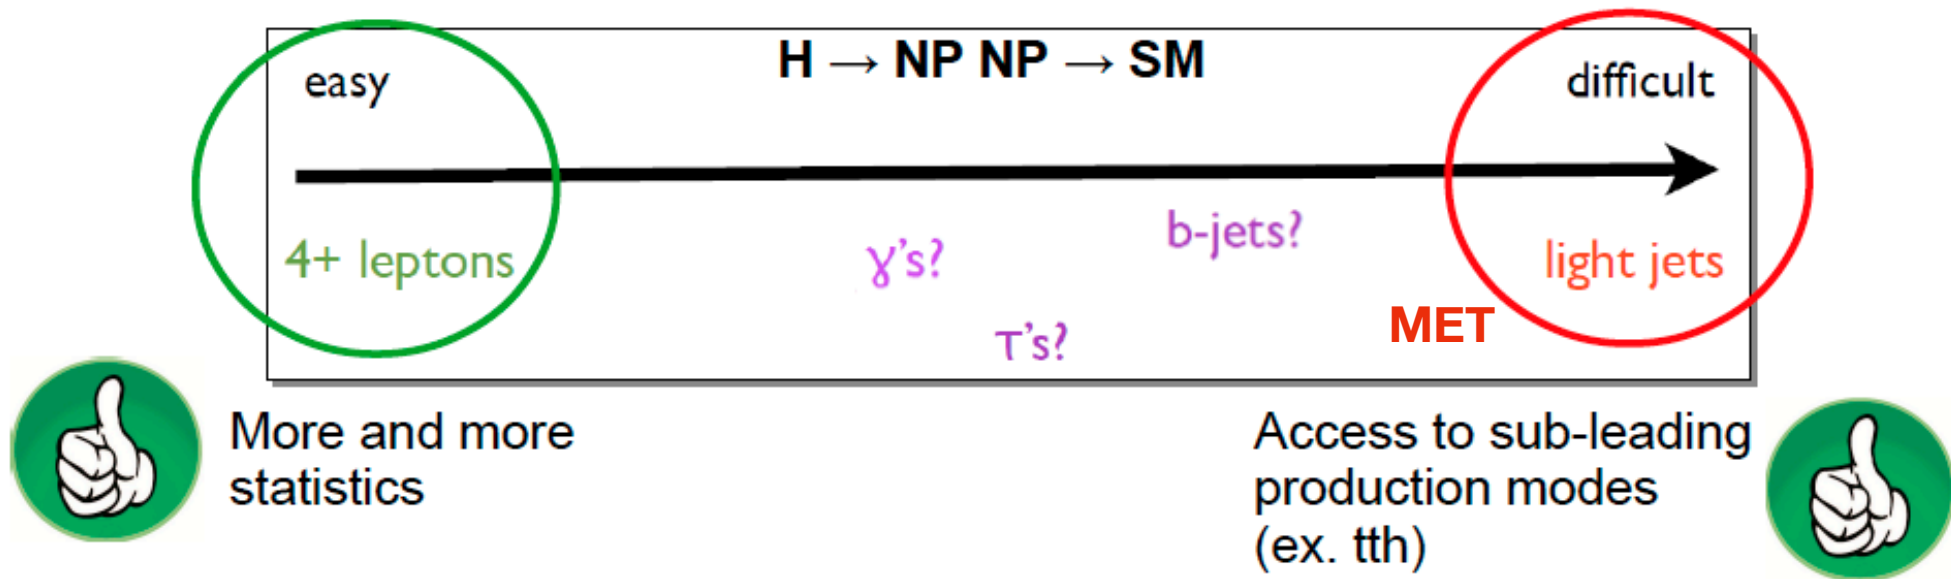 H → NP NP → SM
easy
difficult
4+ leptons
γ's?
b-jets?
light jets
τ's?
MET
More and more
statistics
Access to sub-leading
production modes
(ex. tth)